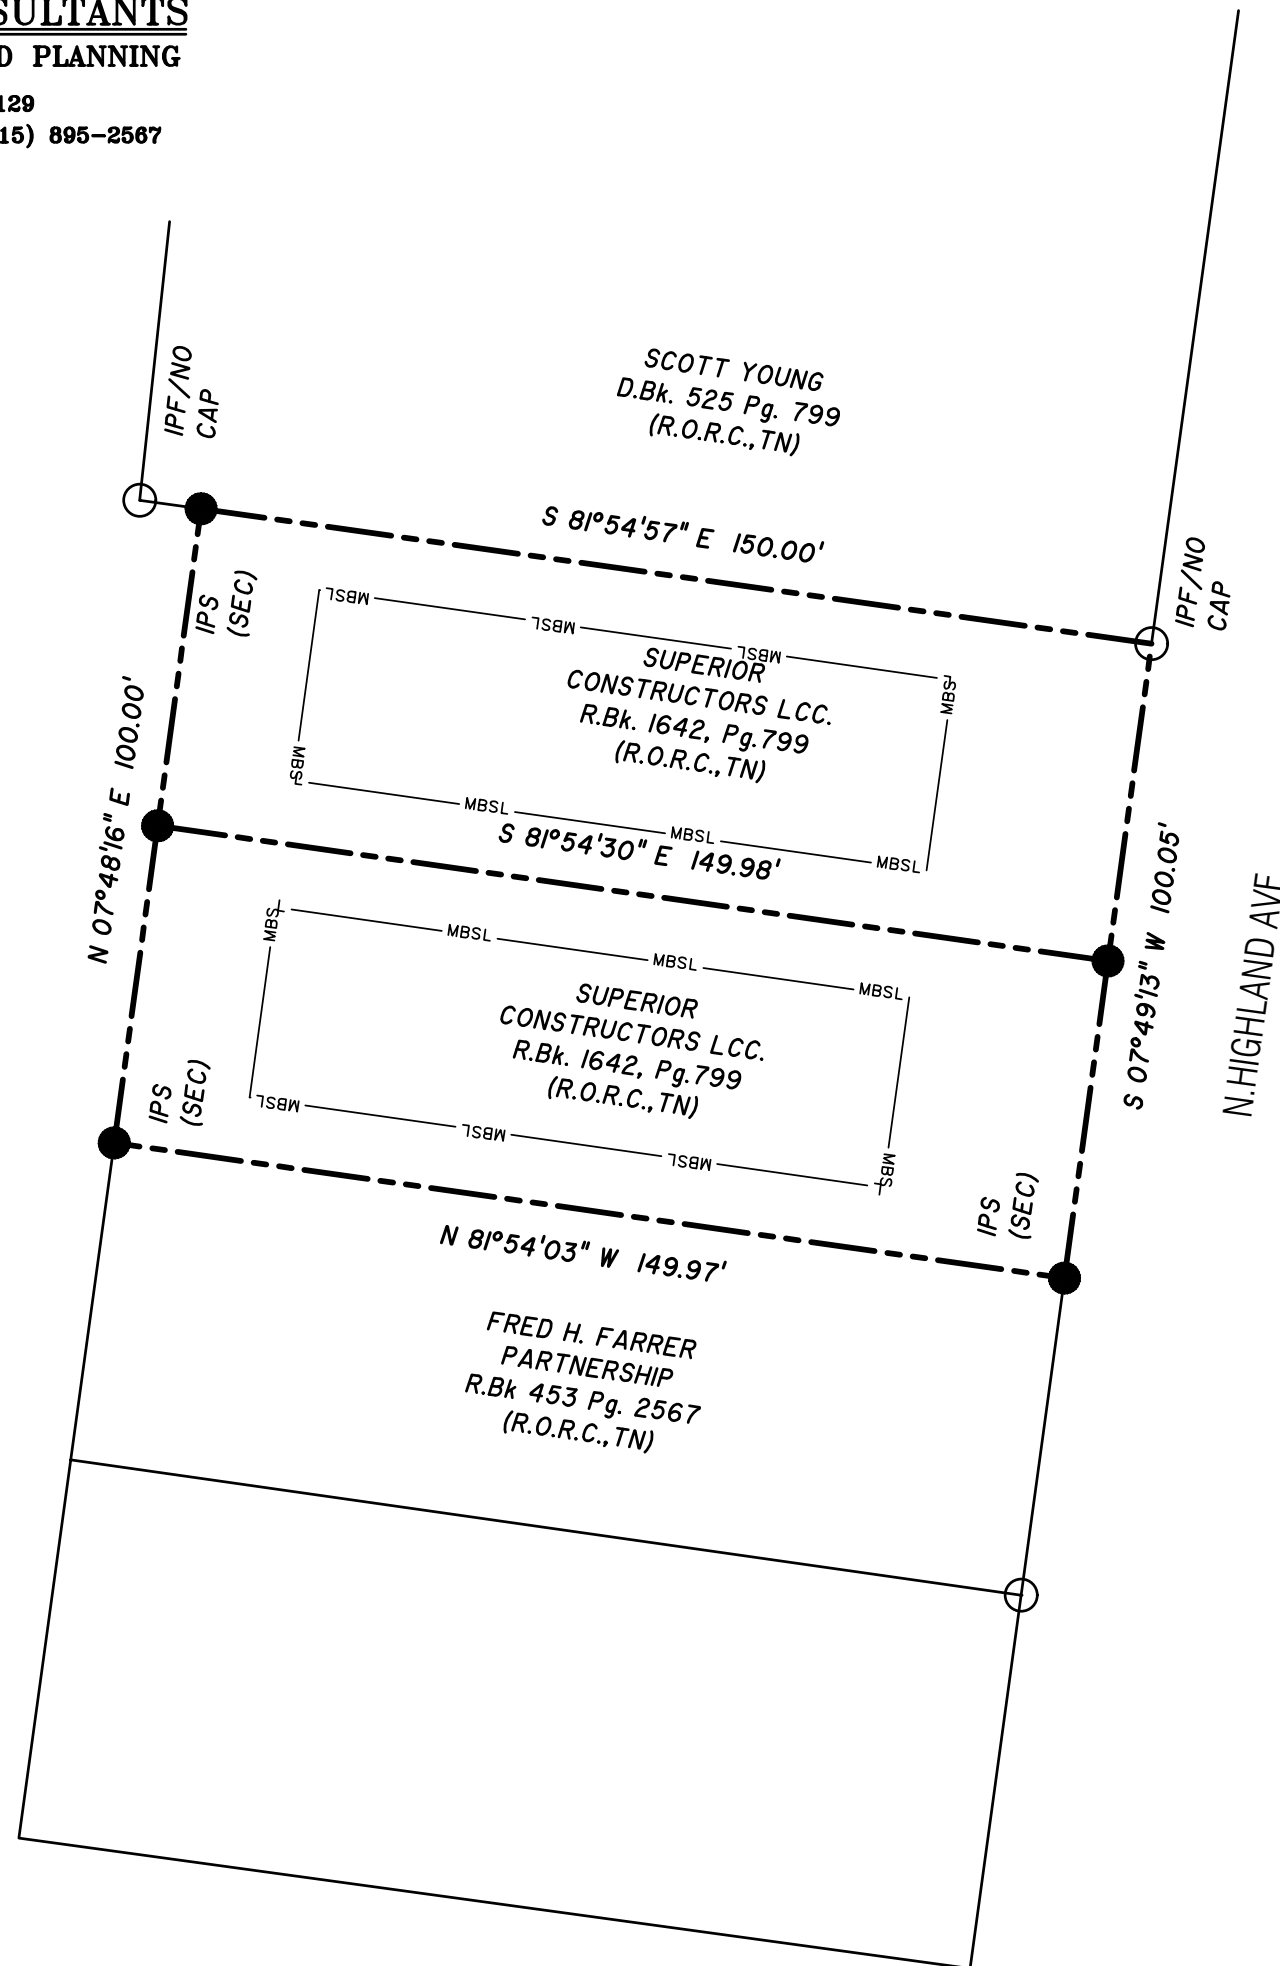 SULTANTS
D PLANNING
129
15) 895-2567
IPF/NO
CAP
SCOTT YOUNG
D.Bk. 525 Pg. 799
(R.O.R.C.,TN)
S 81°54'57" E 150.00'
IPF/NO
CAP
IPS
(SEC)
MBSL
MBSL
MBSL
MBS
SUPERIOR
CONSTRUCTORS LCC.
R.Bk. 1642, Pg.799
(R.O.R.C.,TN)
MBSL
MBSL
MBSL
MBSL
N 07°48'16" E 100.00'
S 81°54'30" E 149.98'
S 07°49'13" W 100.05'
N.HIGHLAND AVE
MBSL
MBSL
MBSL
MBSL
SUPERIOR
CONSTRUCTORS LCC.
R.Bk. 1642, Pg.799
(R.O.R.C.,TN)
IPS
(SEC)
MBSL
MBSL
MBSL
MBSL
IPS
(SEC)
N 81°54'03" W 149.97'
FRED H. FARRER
PARTNERSHIP
R.Bk 453 Pg. 2567
(R.O.R.C.,TN)